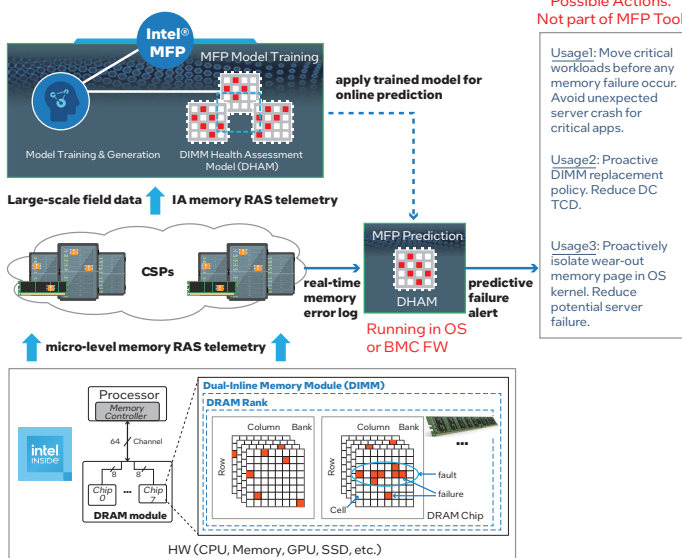 Possible Actions.
Not part of MFP Tool
Intel®
MFP
MFP Model Training
Model Training & Generation
DIMM Health Assessment
Model (DHAM)
apply trained model for
online prediction
Usage1: Move critical
workloads before any
memory failure occur.
Avoid unexpected
server crash for
critical apps.
Usage2: Proactive
DIMM replacement
policy. Reduce DC
TCD.
Usage3: Proactively
isolate wear-out
memory page in OS
kernel. Reduce
potential server
failure.
Large-scale field data
IA memory RAS telemetry
CSPs
real-time
memory
error log
MFP Prediction
DHAM
predictive
failure
alert
Running in OS
or BMC FW
micro-level memory RAS telemetry
intel
INSIDE
Processor
Memory
Controller
64
Channel
8
8
Chip
0
...
Chip
7
DRAM module
Dual-Inline Memory Module (DIMM)
DRAM Rank
Column
Bank
Row
Column
Bank
Row
...
fault
failure
Cell
DRAM Chip
HW (CPU, Memory, GPU, SSD, etc.)